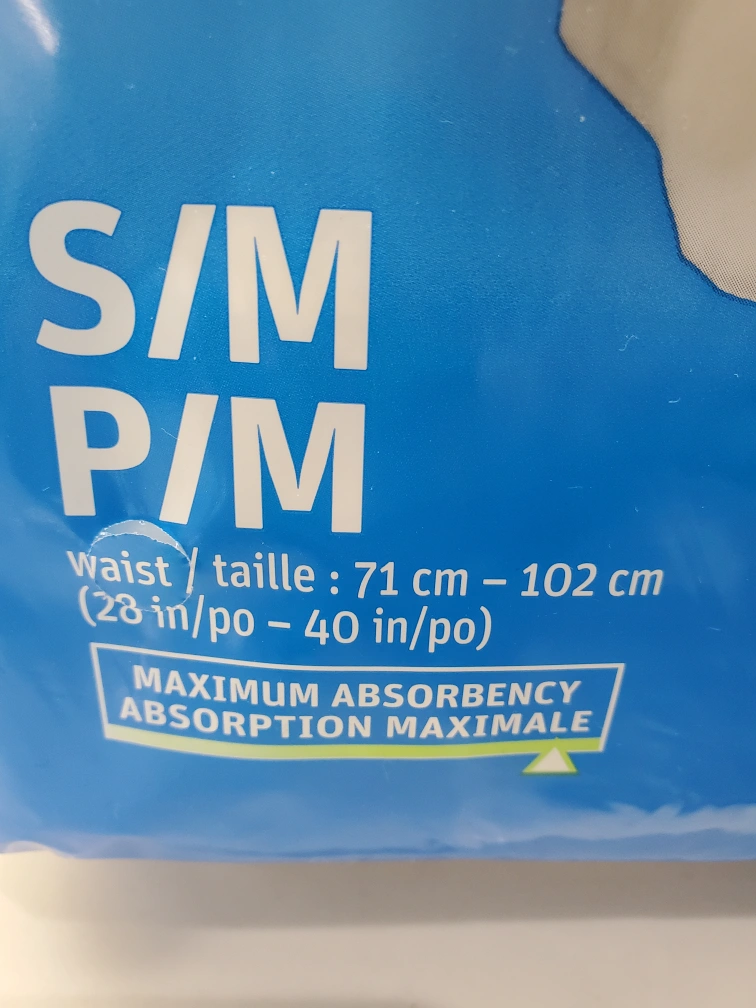 S/M
P/M
waist / taille : 71 cm – 102 cm
(28 in/po – 40 in/po)
MAXIMUM ABSORBENCY
ABSORPTION MAXIMALE